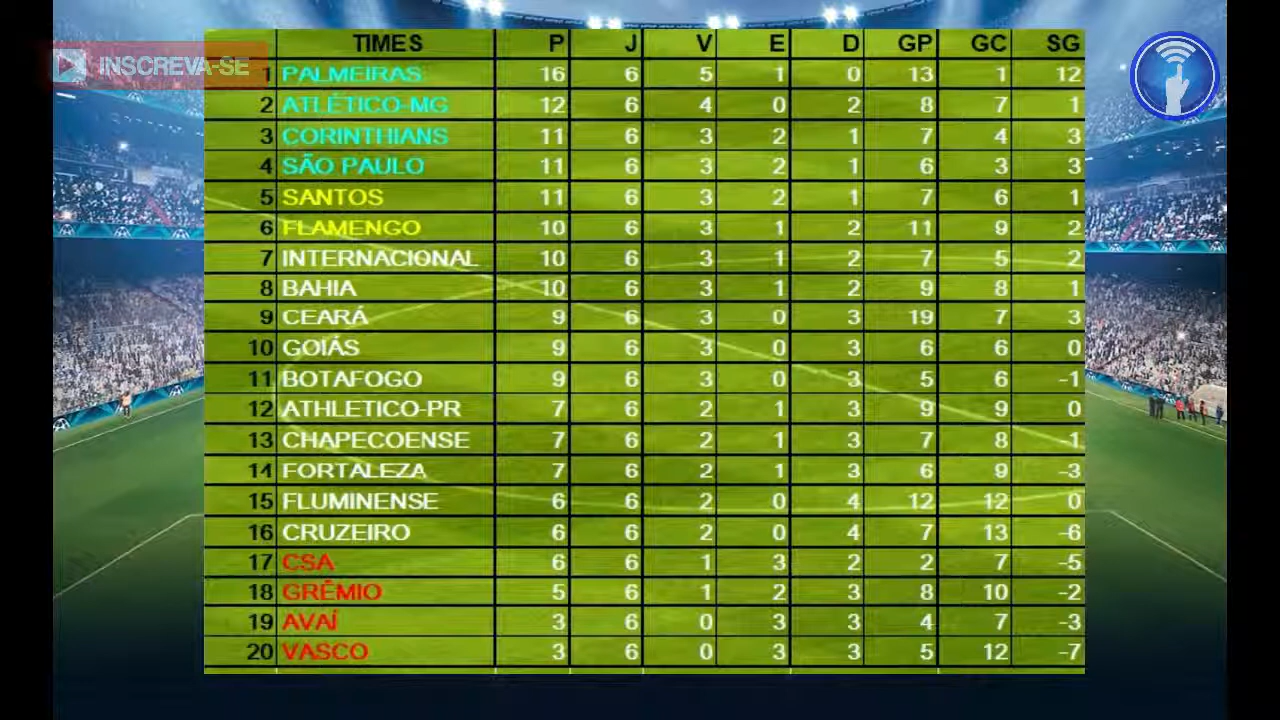 TIMES P J V E D GP GC SG
INSCREVA-SE
1 PALMEIRAS 16 6 5 1 0 13 1 12
2 ATLÉTICO-MG 12 6 4 0 2 8 7 1
3 CORINTHIANS 11 6 3 2 1 7 4 3
4 SÃO PAULO 11 6 3 2 1 6 3 3
5 SANTOS 11 6 3 2 1 7 6 1
6 FLAMENGO 10 6 3 1 2 11 9 2
7 INTERNACIONAL 10 6 3 1 2 7 5 2
8 BAHIA 10 6 3 1 2 9 8 1
9 CEARÁ 9 6 3 0 3 19 7 3
10 GOIÁS 9 6 3 0 3 6 6 0
11 BOTAFOGO 9 6 3 0 3 5 6 -1
12 ATHLETICO-PR 7 6 2 1 3 9 9 0
13 CHAPECOENSE 7 6 2 1 3 7 8 -1
14 FORTALEZA 7 6 2 1 3 6 9 -3
15 FLUMINENSE 6 6 2 0 4 12 12 0
16 CRUZEIRO 6 6 2 0 4 7 13 -6
17 CSA 6 6 1 3 2 2 7 -5
18 GRÊMIO 5 6 1 2 3 8 10 -2
19 AVAÍ 3 6 0 3 3 4 7 -3
20 VASCO 3 6 0 3 3 5 12 -7